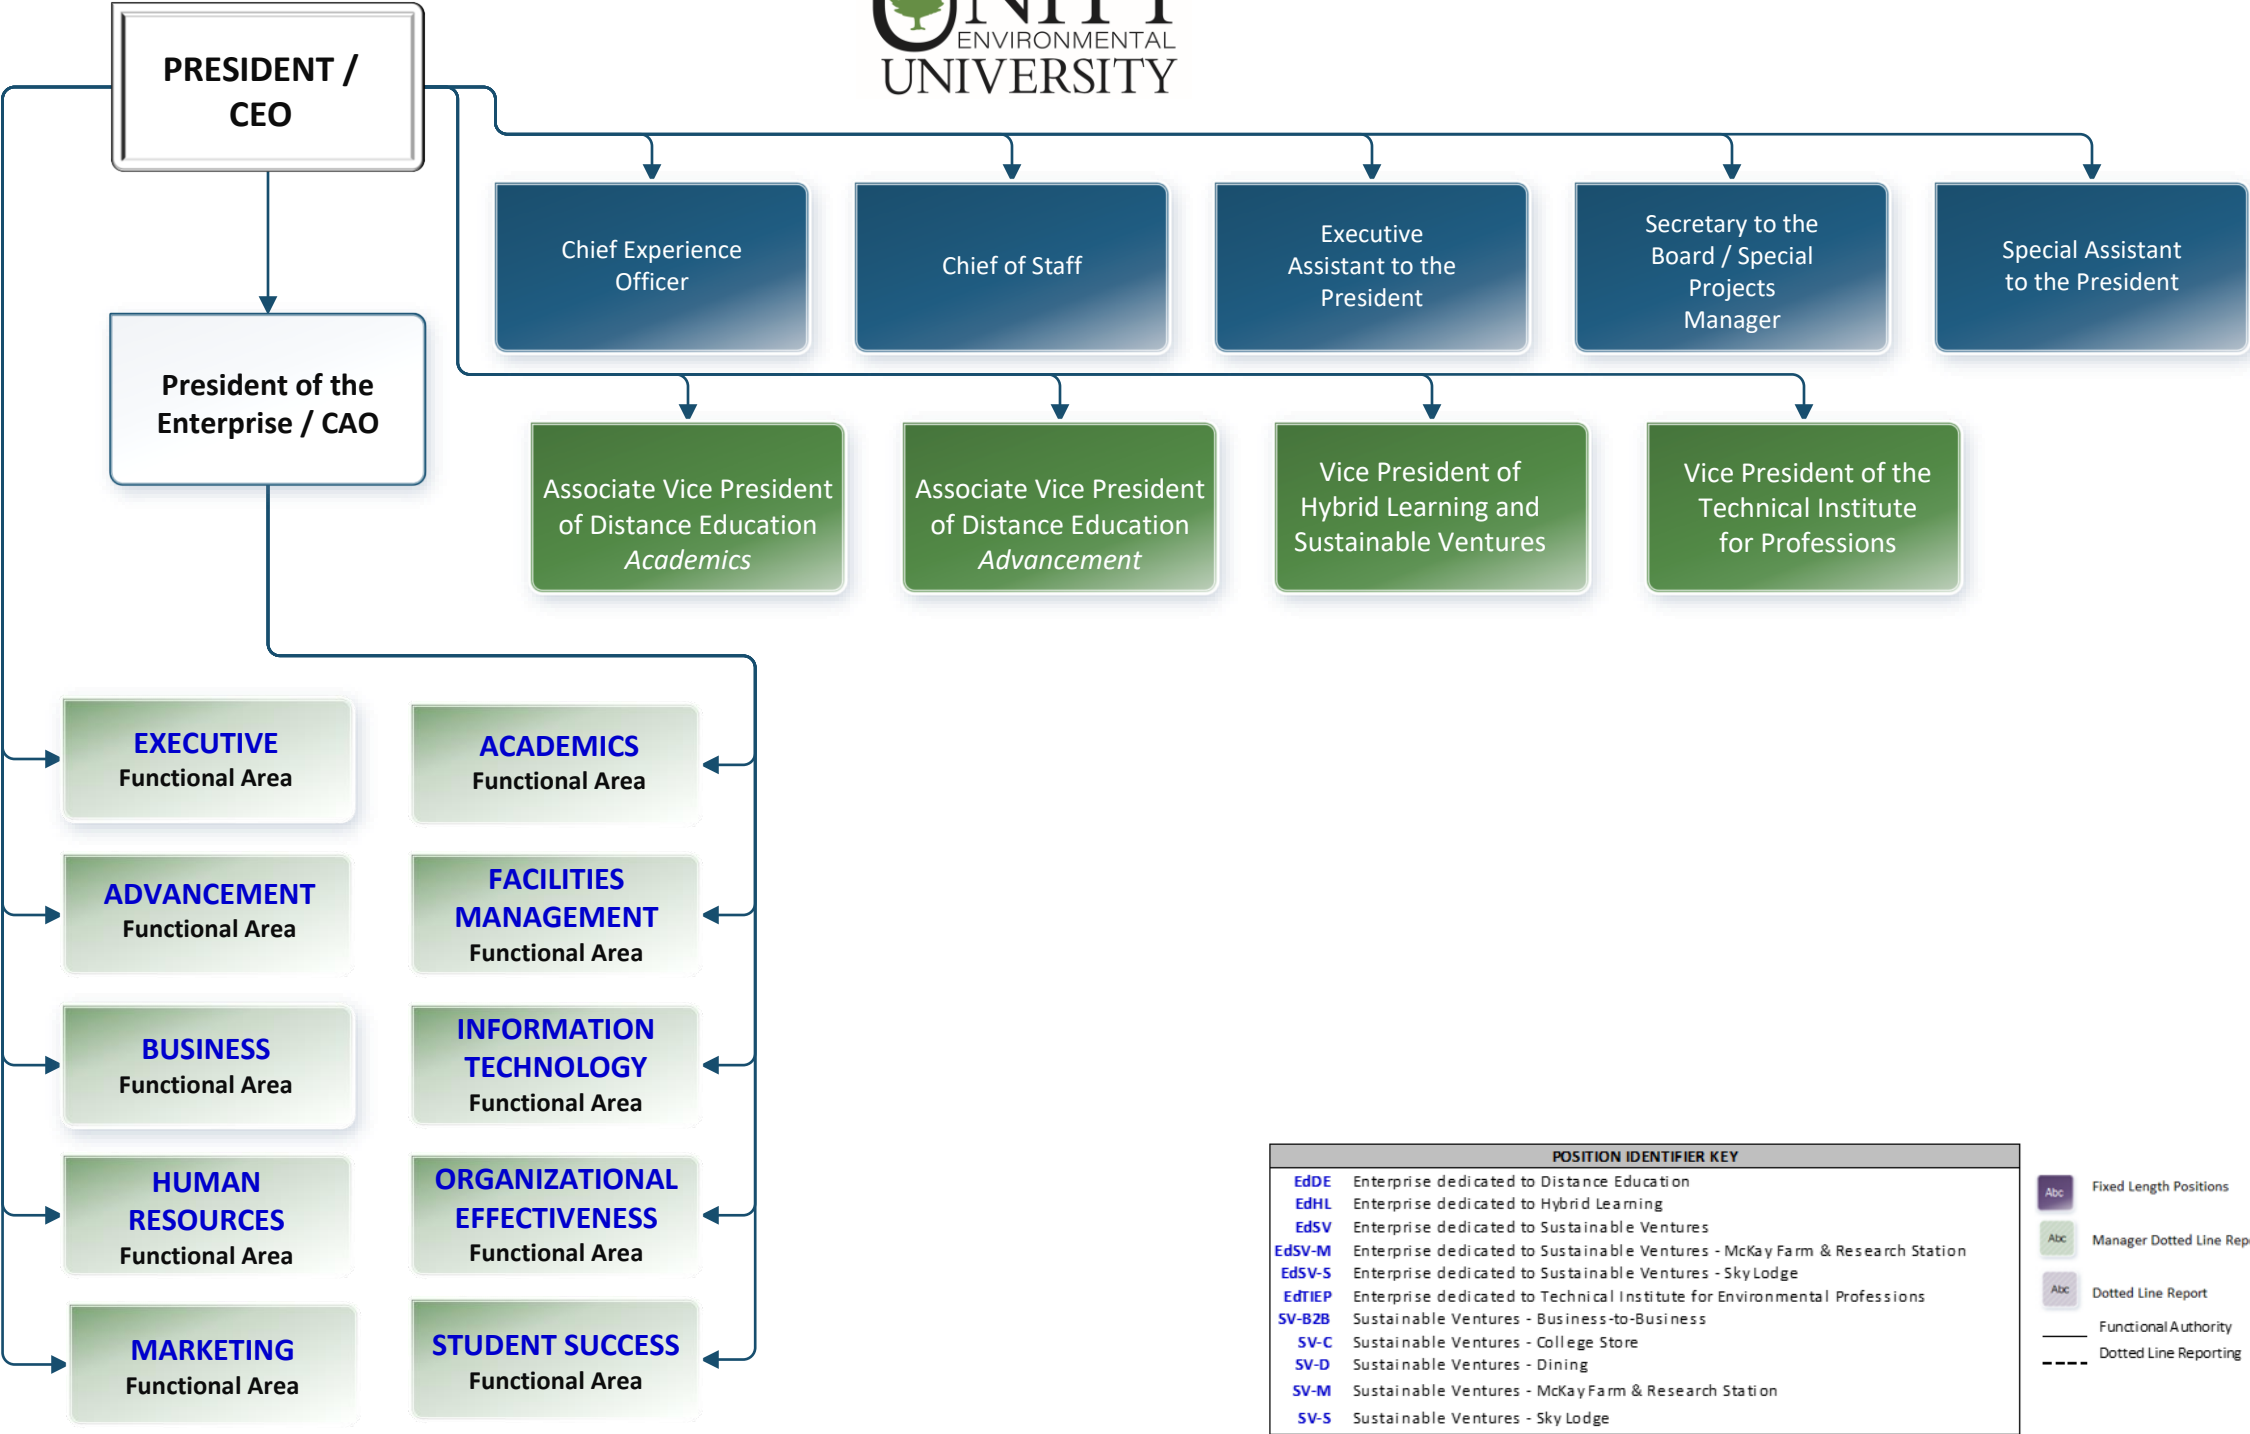 UNITY
ENVIRONMENTAL
UNIVERSITY
PRESIDENT /
CEO
Chief Experience
Officer
Chief of Staff
Executive
Assistant to the
President
Secretary to the
Board / Special
Projects
Manager
Special Assistant
to the President
President of the
Enterprise / CAO
Associate Vice President
of Distance Education
Academics
Associate Vice President
of Distance Education
Advancement
Vice President of
Hybrid Learning and
Sustainable Ventures
Vice President of the
Technical Institute
for Professions
EXECUTIVE
Functional Area
ACADEMICS
Functional Area
ADVANCEMENT
Functional Area
FACILITIES
MANAGEMENT
Functional Area
BUSINESS
Functional Area
INFORMATION
TECHNOLOGY
Functional Area
HUMAN
RESOURCES
Functional Area
ORGANIZATIONAL
EFFECTIVENESS
Functional Area
MARKETING
Functional Area
STUDENT SUCCESS
Functional Area
POSITION IDENTIFIER KEY
EdDE Enterprise dedicated to Distance Education
EdHL Enterprise dedicated to Hybrid Learning
EdSV Enterprise dedicated to Sustainable Ventures
EdSV-M Enterprise dedicated to Sustainable Ventures - McKay Farm & Research Station
EdSV-S Enterprise dedicated to Sustainable Ventures - Sky Lodge
EdTIEP Enterprise dedicated to Technical Institute for Environmental Professions
SV-B2B Sustainable Ventures - Business-to-Business
SV-C Sustainable Ventures - College Store
SV-D Sustainable Ventures - Dining
SV-M Sustainable Ventures - McKay Farm & Research Station
SV-S Sustainable Ventures - Sky Lodge
Abc Fixed Length Positions
Abc Manager Dotted Line Rep
Abc Dotted Line Report
Functional Authority
Dotted Line Reporting